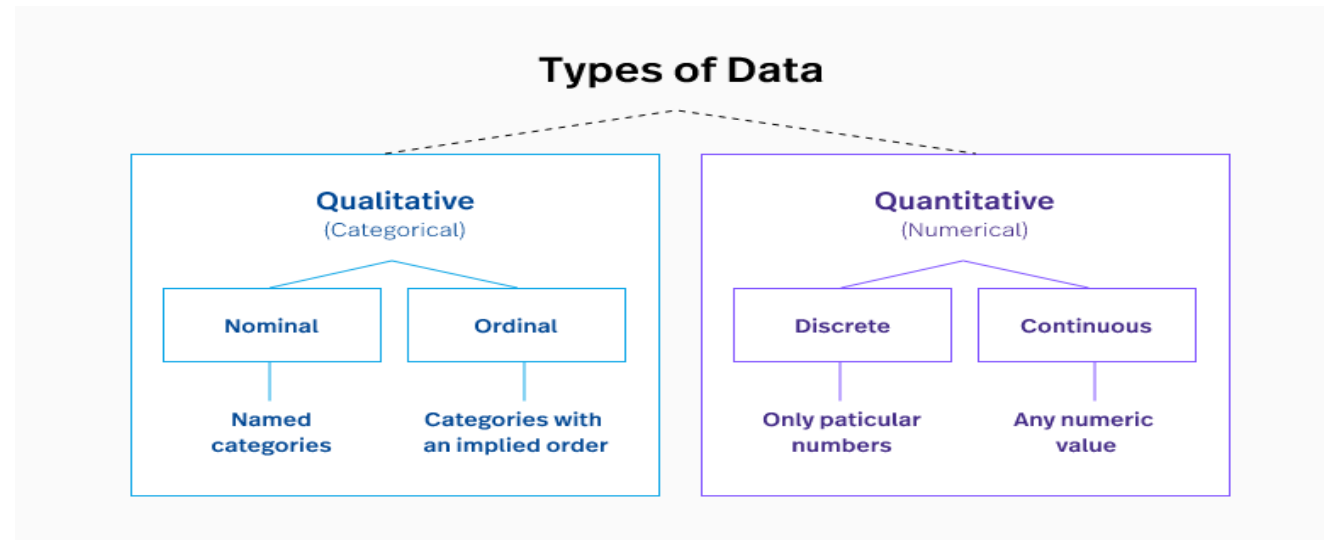 Types of Data
Qualitative
(Categorical)
Nominal
Ordinal
Named
categories
Categories with
an implied order
Quantitative
(Numerical)
Discrete
Continuous
Only paticular
numbers
Any numeric
value